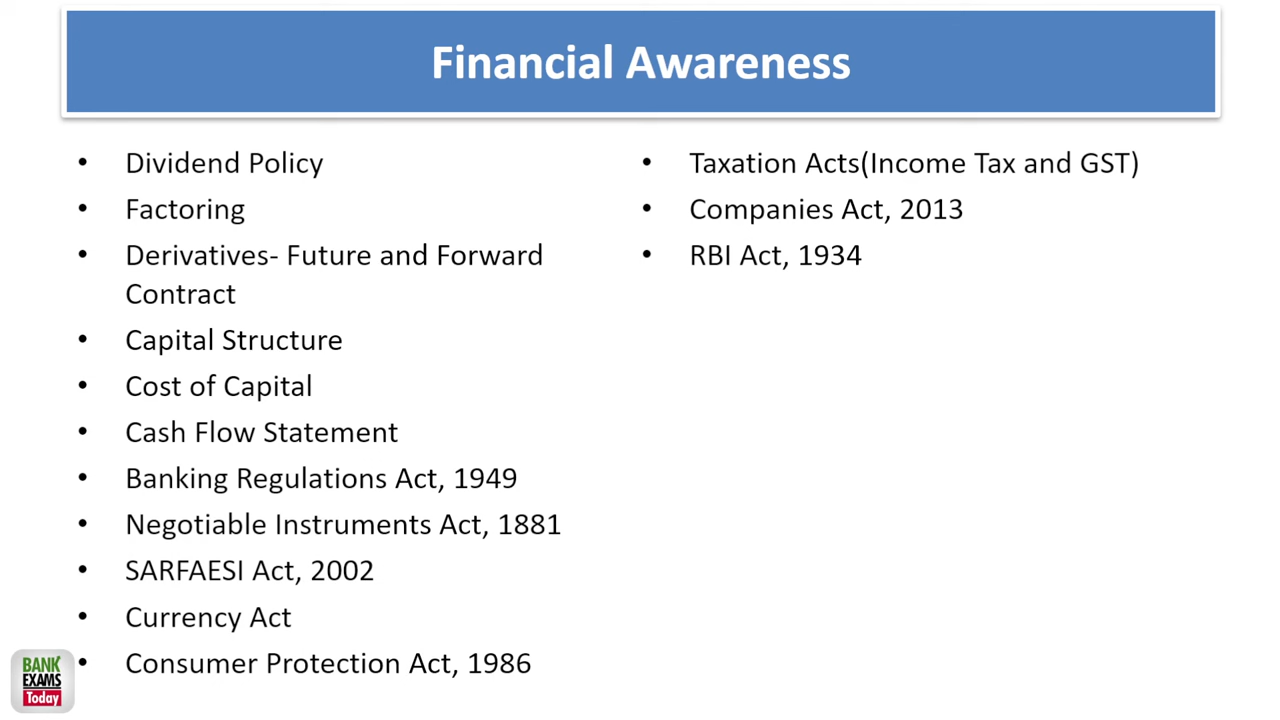 Financial Awareness
• Dividend Policy
• Factoring
• Derivatives- Future and Forward
Contract
• Capital Structure
• Cost of Capital
• Cash Flow Statement
• Banking Regulations Act, 1949
• Negotiable Instruments Act, 1881
• SARFAESI Act, 2002
• Currency Act
• Consumer Protection Act, 1986
• Taxation Acts(Income Tax and GST)
• Companies Act, 2013
• RBI Act, 1934
BANK
EXAMS
Today